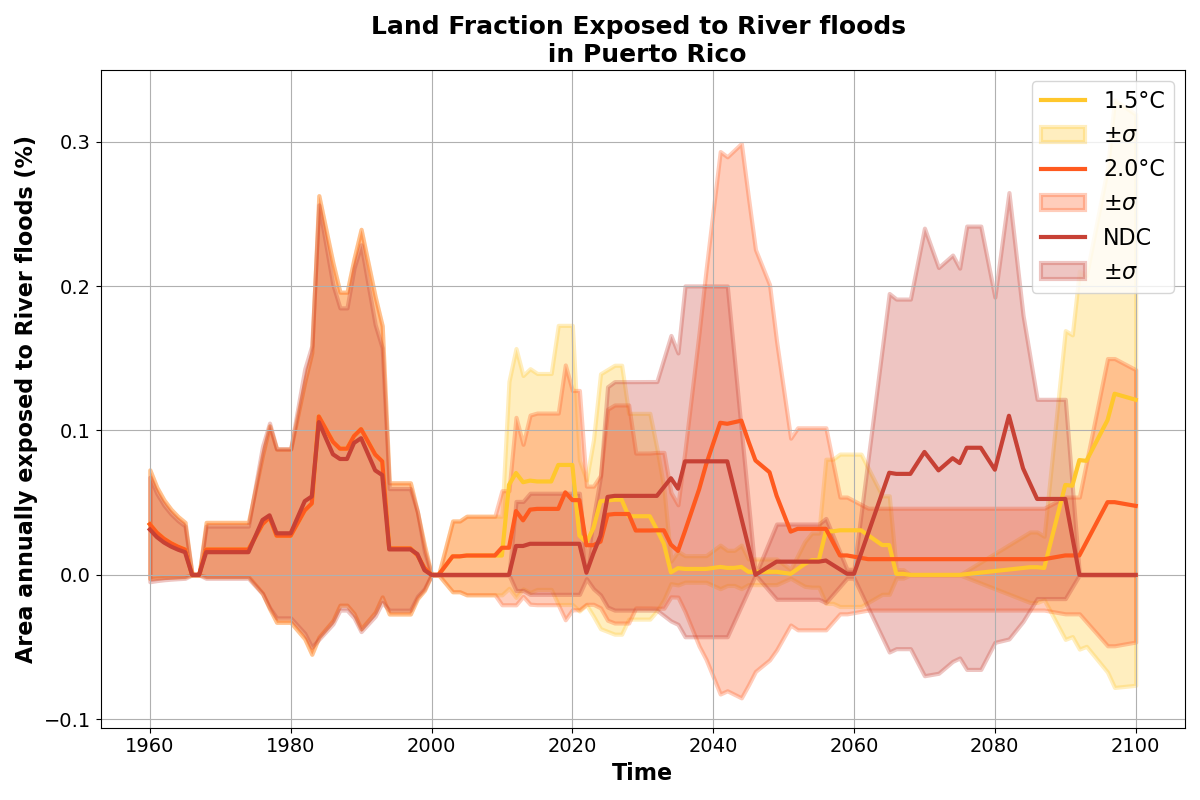 Land Fraction Exposed to River floods
in Puerto Rico
Area annually exposed to River floods (%)
0.3
0.2
0.1
0.0
−0.1
1960
1980
2000
2020
2040
2060
2080
2100
Time
1.5°C
±σ
2.0°C
±σ
NDC
±σ